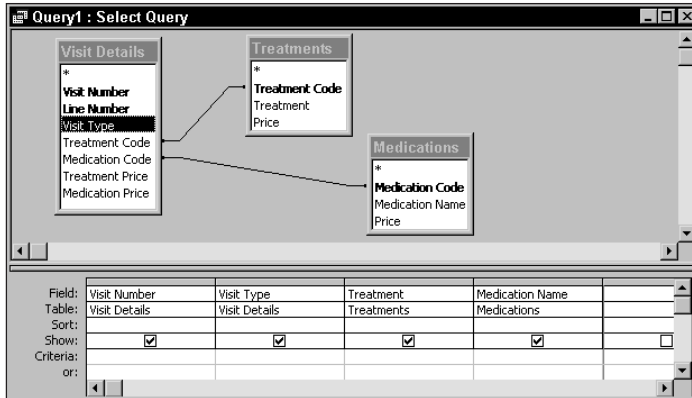 Query1 : Select Query
Visit Details
*
Visit Number
Line Number
Visit Type
Treatment Code
Medication Code
Treatment Price
Medication Price
Treatments
*
Treatment Code
Treatment
Price
Medications
*
Medication Code
Medication Name
Price
Field: Visit Number Visit Type Treatment Medication Name
Table: Visit Details Visit Details Treatments Medications
Sort:
Show:
Criteria:
or: